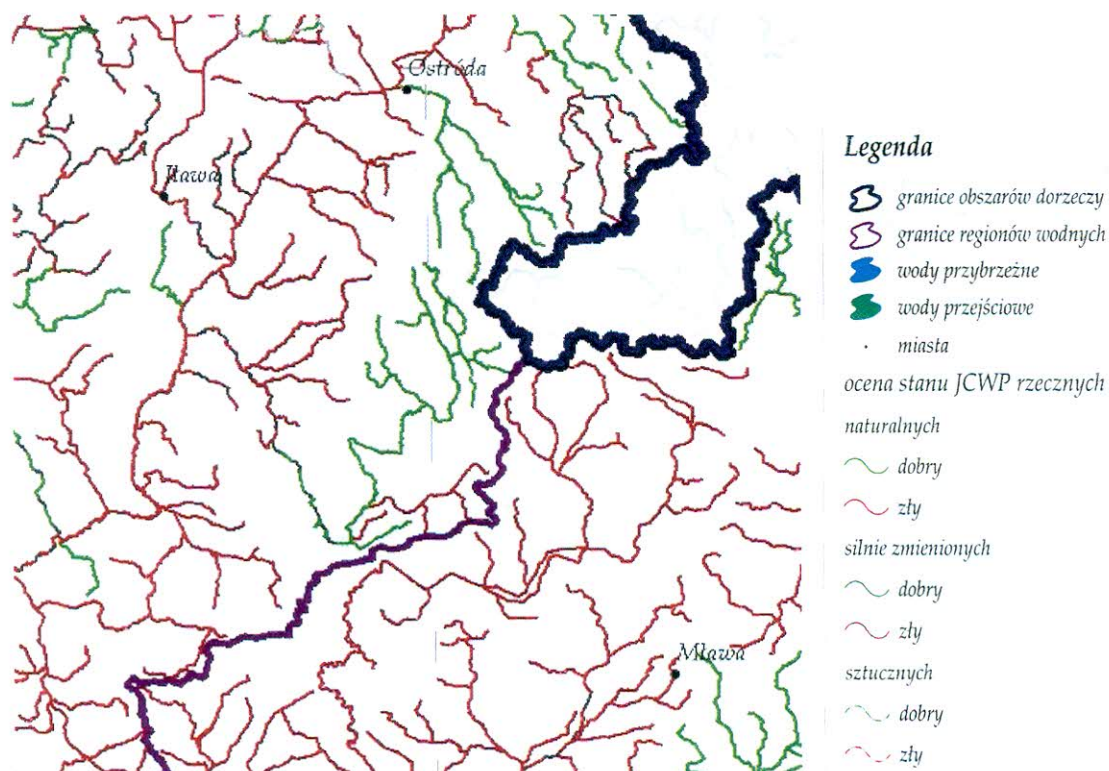 Ostróda
Iława
Mława
Legenda
granice obszarów dorzeczy
granice regionów wodnych
wody przybrzeżne
wody przejściowe
miasta
ocena stanu JCWP rzecznych
naturalnych
dobry
zły
silnie zmienionych
dobry
zły
sztucznych
dobry
zły